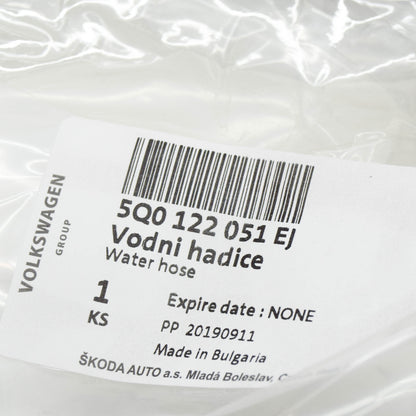 VOLKSWAGEN
GROUP
5Q0 122 051 EJ
Vodni hadice
Water hose
1
KS
Expire date : NONE
PP 20190911
Made in Bulgaria
ŠKODA AUTO a.s. Mladá Boleslav,